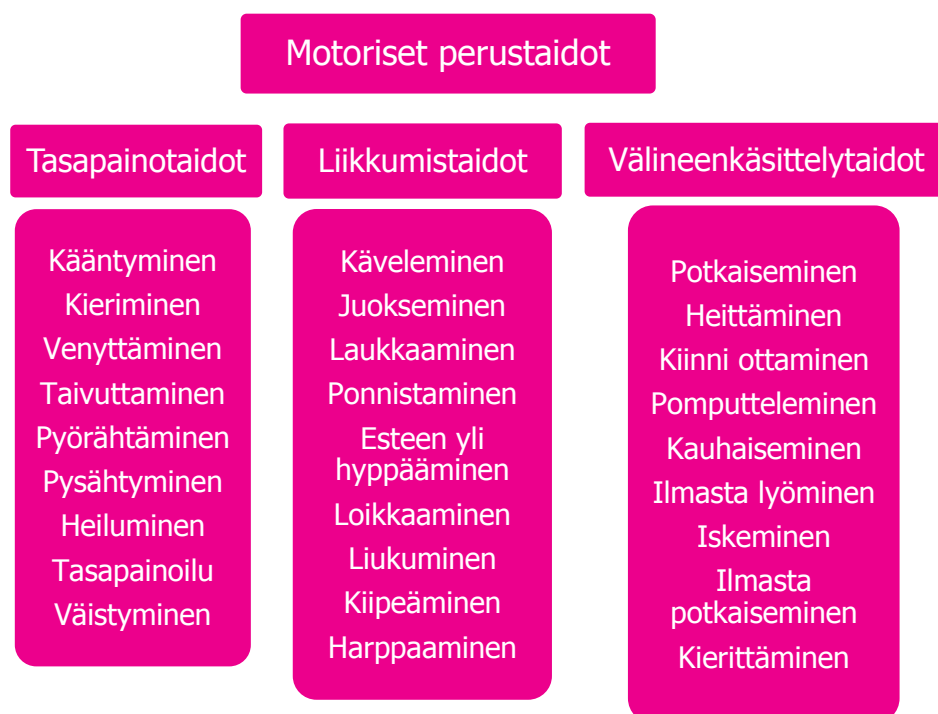 Motoriset perustaidot
Tasapainotaidot
Kääntyminen
Kieriminen
Venyttäminen
Taivuttaminen
Pyörähtäminen
Pysähtyminen
Heiluminen
Tasapainoilu
Väistyminen
Liikkumistaidot
Käveleminen
Juokseminen
Laukkaaminen
Ponnistaminen
Esteen yli
hyppääminen
Loikkaaminen
Liukuminen
Kiipeäminen
Harppaaminen
Välineenkäsittelytaidot
Potkaiseminen
Heittäminen
Kiinni ottaminen
Pomputteleminen
Kauhaiseminen
Ilmasta lyöminen
Iskeminen
Ilmasta
potkaiseminen
Kierittäminen